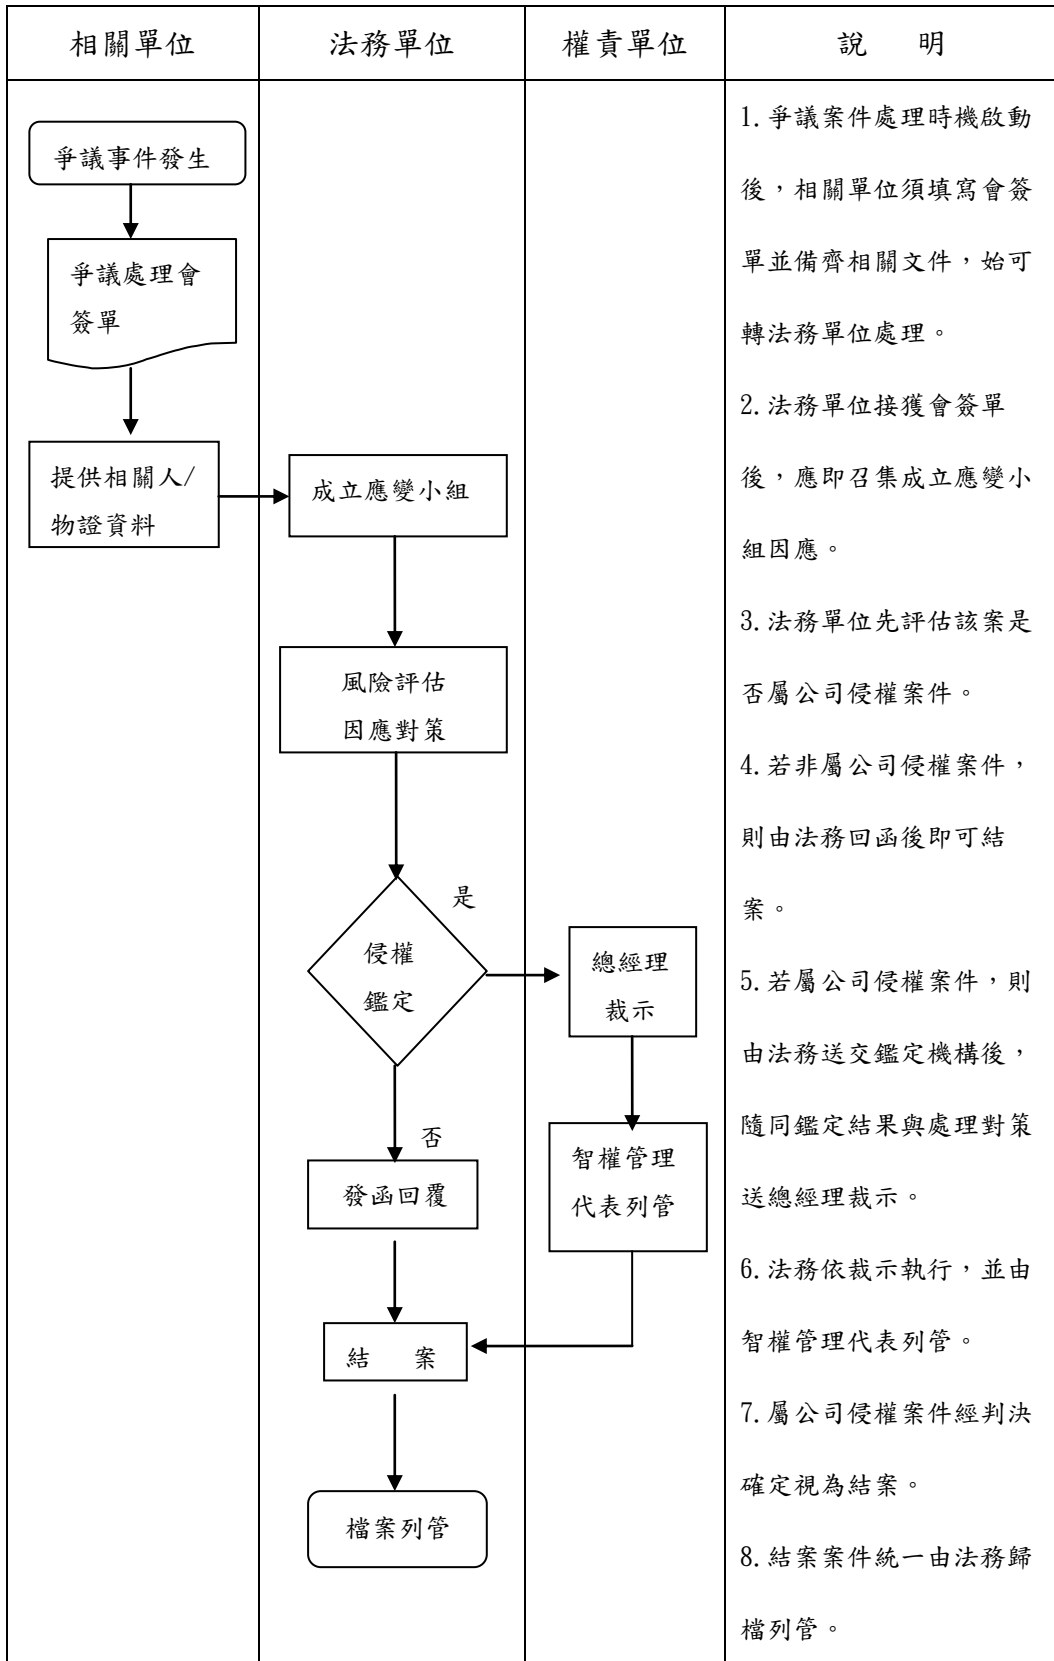 相關單位
法務單位
權責單位
說 明
爭議事件發生
爭議處理會
簽單
提供相關人/
物證資料
成立應變小組
風險評估
因應對策
侵權
鑑定
是
否
發函回覆
結 案
檔案列管
總經理
裁示
智權管理
代表列管
1.爭議案件處理時機啟動
後，相關單位須填寫會簽
單並備齊相關文件，始可
轉法務單位處理。
2.法務單位接獲會簽單
後，應即召集成立應變小
組因應。
3.法務單位先評估該案是
否屬公司侵權案件。
4.若非屬公司侵權案件，
則由法務回函後即可結
案。
5.若屬公司侵權案件，則
由法務送交鑑定機構後，
隨同鑑定結果與處理對策
送總經理裁示。
6.法務依裁示執行，並由
智權管理代表列管。
7.屬公司侵權案件經判決
確定視為結案。
8.結案案件統一由法務歸
檔列管。